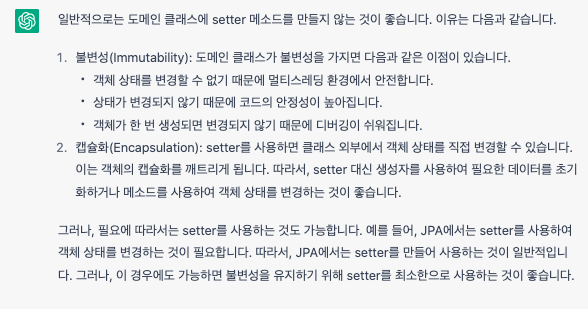 일반적으로는 도메인 클래스에 setter 메소드를 만들지 않는 것이 좋습니다. 이유는 다음과 같습니다.
1. 불변성(Immutability): 도메인 클래스가 불변성을 가지면 다음과 같은 이점이 있습니다.
• 객체 상태를 변경할 수 없기 때문에 멀티스레딩 환경에서 안전합니다.
• 상태가 변경되지 않기 때문에 코드의 안정성이 높아집니다.
• 객체가 한 번 생성되면 변경되지 않기 때문에 디버깅이 쉬워집니다.
2. 캡슐화(Encapsulation): setter를 사용하면 클래스 외부에서 객체 상태를 직접 변경할 수 있습니다.
이는 객체의 캡슐화를 깨트리게 됩니다. 따라서, setter 대신 생성자를 사용하여 필요한 데이터를 초기
화하거나 메소드를 사용하여 객체 상태를 변경하는 것이 좋습니다.
그러나, 필요에 따라서는 setter를 사용하는 것도 가능합니다. 예를 들어, JPA에서는 setter를 사용하여
객체 상태를 변경하는 것이 필요합니다. 따라서, JPA에서는 setter를 만들어 사용하는 것이 일반적입니
다. 그러나, 이 경우에도 가능하면 불변성을 유지하기 위해 setter를 최소한으로 사용하는 것이 좋습니다.